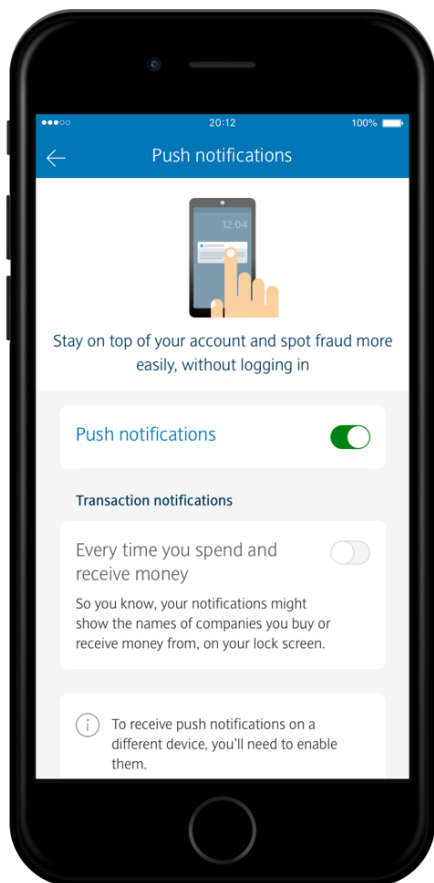 20:12
100%
Push notifications
12:04
Stay on top of your account and spot fraud more
easily, without logging in
Push notifications
Transaction notifications
Every time you spend and
receive money
So you know, your notifications might
show the names of companies you buy or
receive money from, on your lock screen.
i
To receive push notifications on a
different device, you'll need to enable
them.